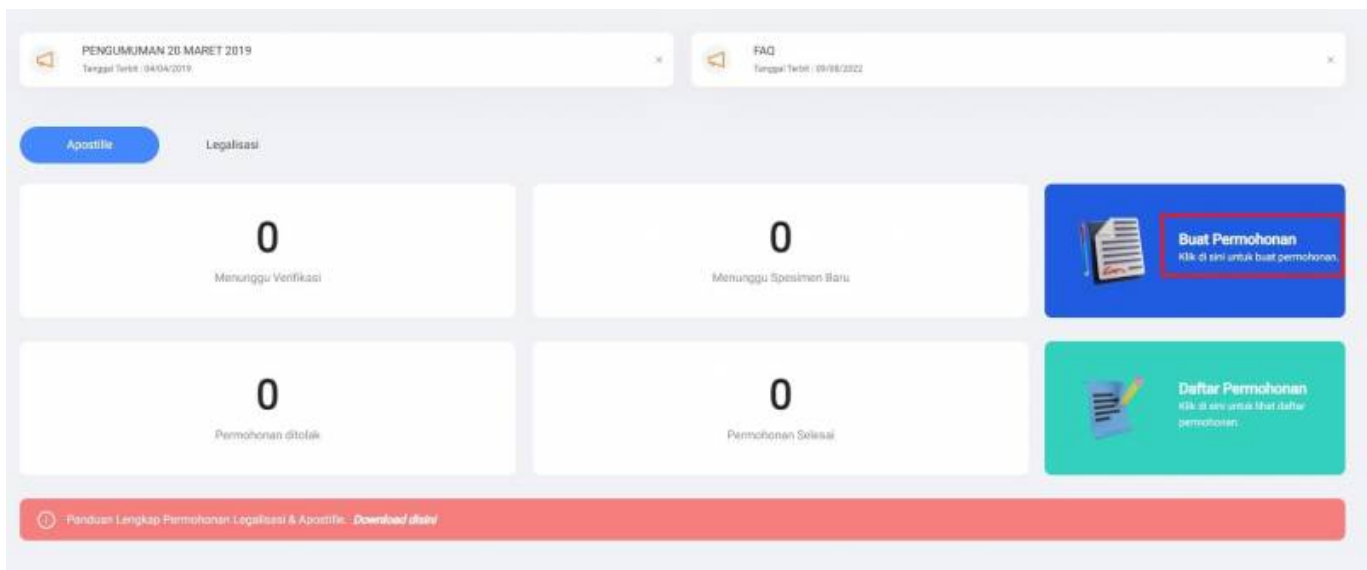 PENGUMUMAN 20 MARET 2019
Tanggal Terbit : 04/04/2019
×
FAQ
Tanggal Terbit : 09/08/2022
×
Apostille
Legalisasi
0
Menunggu Verifikasi
0
Menunggu Spesimen Baru
Buat Permohonan
Klik di sini untuk buat permohonan.
0
Permohonan ditolak
0
Permohonan Selesai
Daftar Permohonan
Klik di sini untuk lihat daftar
permohonan.
Panduan Lengkap Permohonan Legalisasi & Apostille. Download disini